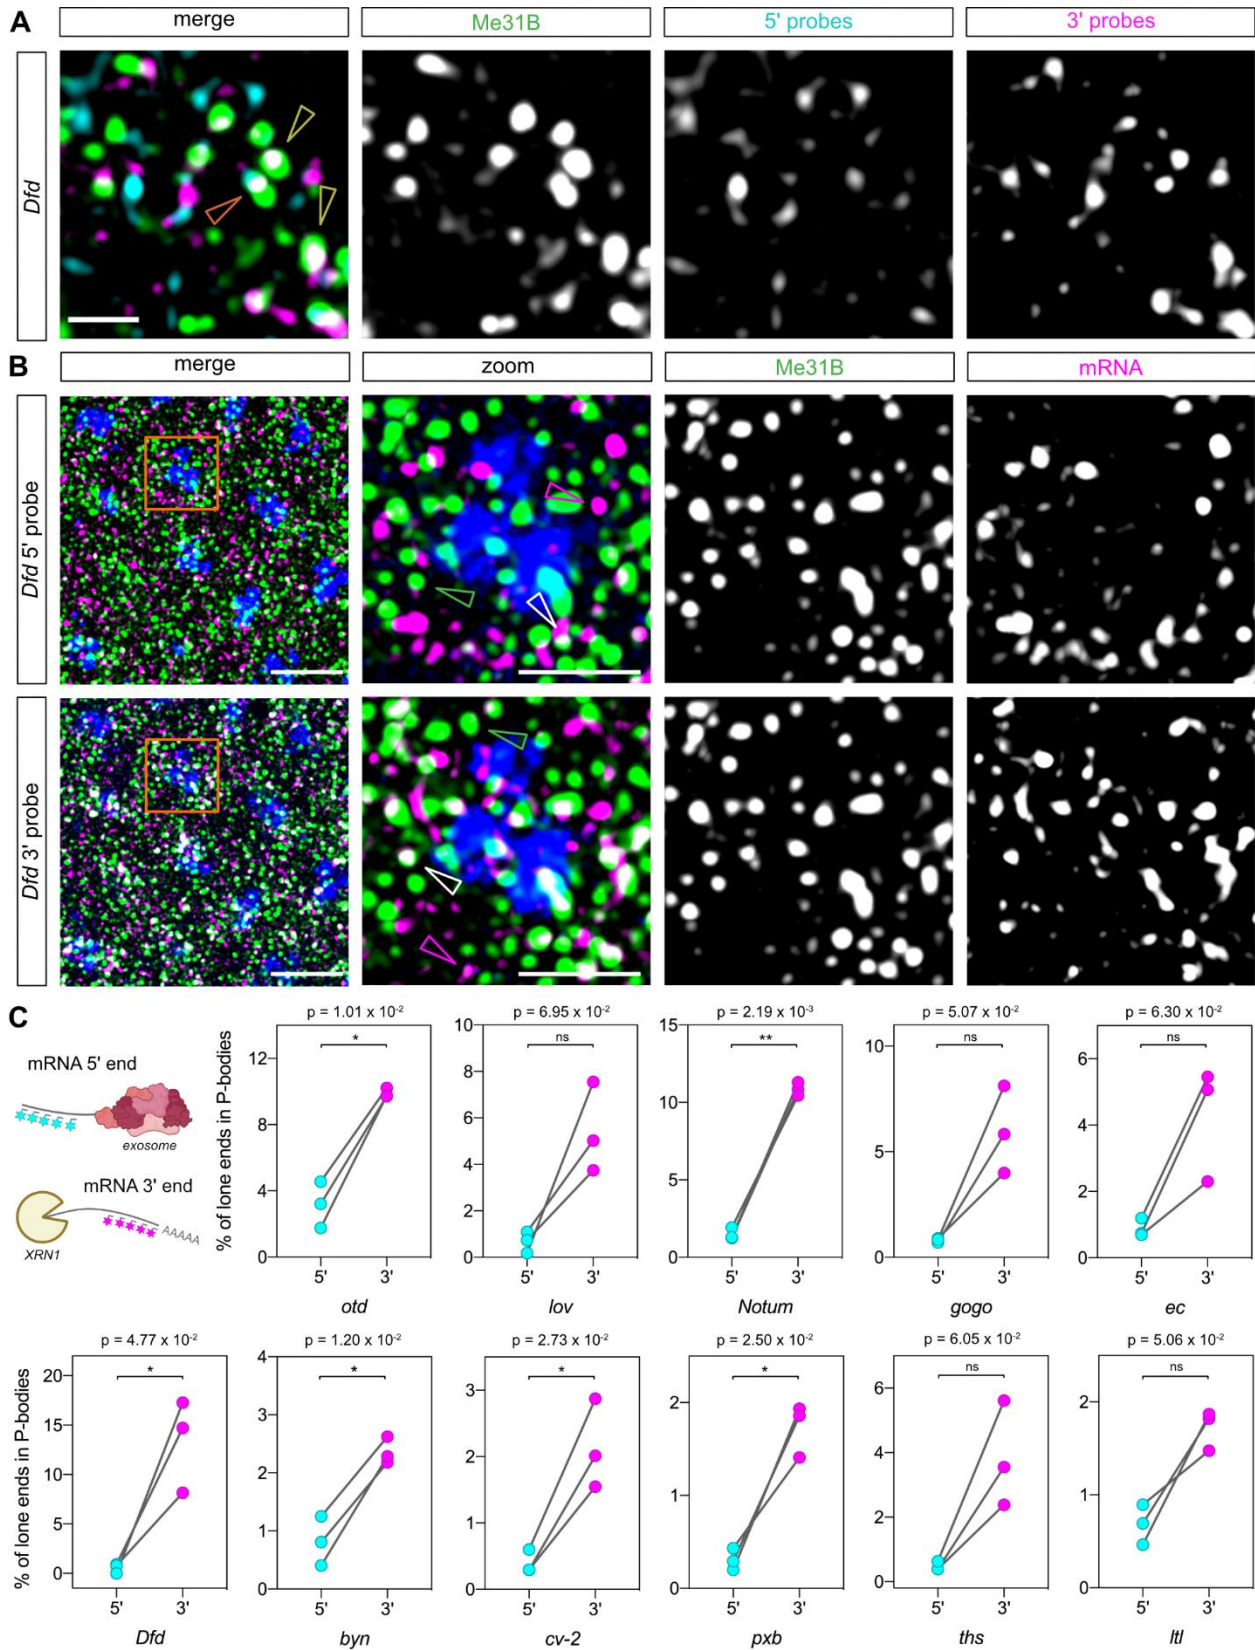 A
merge
Me31B
5' probes
3' probes
Dfd
B
merge
zoom
Me31B
mRNA
Dfd 5' probe
Dfd 3' probe
C
mRNA 5' end
exosome
mRNA 3' end
AAAAA
XRN1
% of lone ends in P-bodies
p = 1.01 x 10-2
*
12
8
4
0
5' 3'
otd
p = 6.95 x 10-2
ns
10
8
6
4
2
0
5' 3'
lov
p = 2.19 x 10-3
**
15
10
5
0
5' 3'
Notum
p = 5.07 x 10-2
ns
10
5
0
5' 3'
gogo
p = 6.30 x 10-2
ns
6
4
2
0
5' 3'
ec
% of lone ends in P-bodies
p = 4.77 x 10-2
*
20
15
10
5
0
5' 3'
Dfd
p = 1.20 x 10-2
*
4
3
2
1
0
5' 3'
byn
p = 2.73 x 10-2
*
3
2
1
0
5' 3'
cv-2
p = 2.50 x 10-2
*
2
1
0
5' 3'
pxb
p = 6.05 x 10-2
ns
6
4
2
0
5' 3'
ths
p = 5.06 x 10-2
ns
2
1
0
5' 3'
ltl